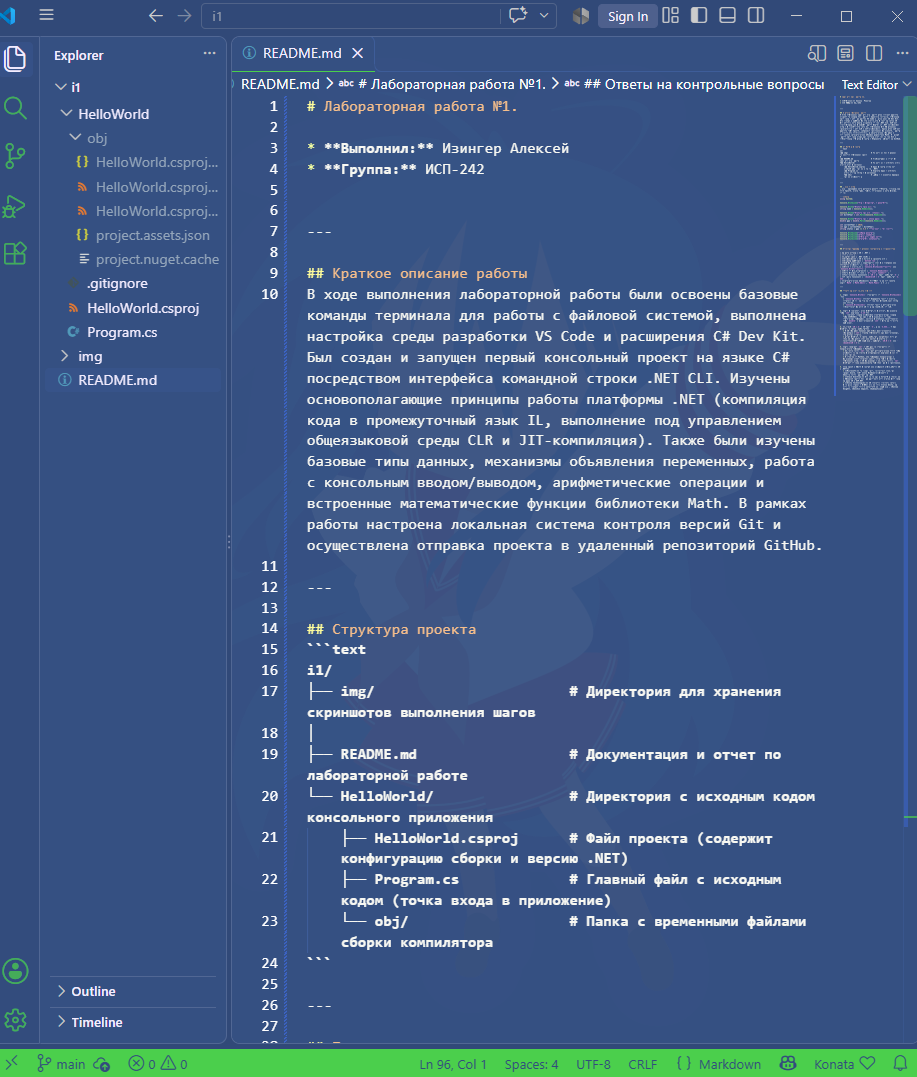 i1
Sign In
Explorer
README.md
README.md > # Лабораторная работа №1. > ## Ответы на контрольные вопросы
Text Editor
i1
HelloWorld
obj
HelloWorld.csproj...
HelloWorld.csproj...
HelloWorld.csproj...
project.assets.json
project.nuget.cache
.gitignore
HelloWorld.csproj
Program.cs
img
README.md
Outline
Timeline
1 # Лабораторная работа №1.
2
3 * **Выполнил:** Изингер Алексей
4 * **Группа:** ИСП-242
5
6
7 ---
8
9 ## Краткое описание работы
10 В ходе выполнения лабораторной работы были освоены базовые
команды терминала для работы с файловой системой, выполнена
настройка среды разработки VS Code и расширения C# Dev Kit.
Был создан и запущен первый консольный проект на языке C#
посредством интерфейса командной строки .NET CLI. Изучены
основополагающие принципы работы платформы .NET (компиляция
кода в промежуточный язык IL, выполнение под управлением
общеязыковой среды CLR и JIT-компиляция). Также были изучены
базовые типы данных, механизмы объявления переменных, работа
с консольным вводом/выводом, арифметические операции и
встроенные математические функции библиотеки Math. В рамках
работы настроена локальная система контроля версий Git и
осуществлена отправка проекта в удаленный репозиторий GitHub.
11
12 ---
13
14 ## Структура проекта
15 ```text
16 i1/
17 ├── img/ # Директория для хранения
скриншотов выполнения шагов
18 │
19 ├── README.md # Документация и отчет по
лабораторной работе
20 └── HelloWorld/ # Директория с исходным кодом
консольного приложения
21 ├── HelloWorld.csproj # Файл проекта (содержит
конфигурацию сборки и версию .NET)
22 ├── Program.cs # Главный файл с исходным
кодом (точка входа в приложение)
23 └── obj/ # Папка с временными файлами
сборки компилятора
24 ```
25
26 ---
27
main
0 0
Ln 96, Col 1
Spaces: 4
UTF-8
CRLF
{ } Markdown
Konata